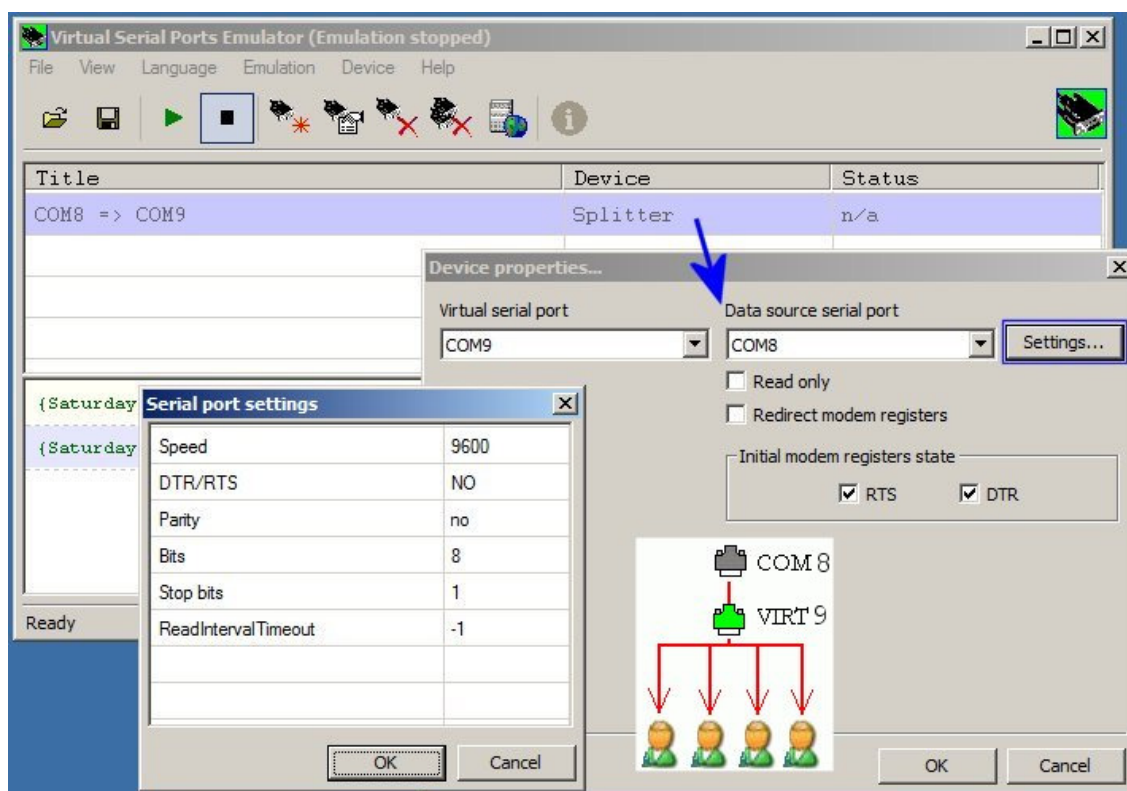 Virtual Serial Ports Emulator (Emulation stopped)
File View Language Emulation Device Help
Title Device Status
COM8 => COM9 Splitter n/a
Device properties...
Virtual serial port Data source serial port
COM9 COM8 Settings...
Read only
Redirect modem registers
Initial modem registers state
RTS DTR
{Saturday
{Saturday
Serial port settings
Speed 9600
DTR/RTS NO
Parity no
Bits 8
Stop bits 1
ReadIntervalTimeout -1
OK Cancel
COM 8
VIRT 9
OK Cancel
Ready